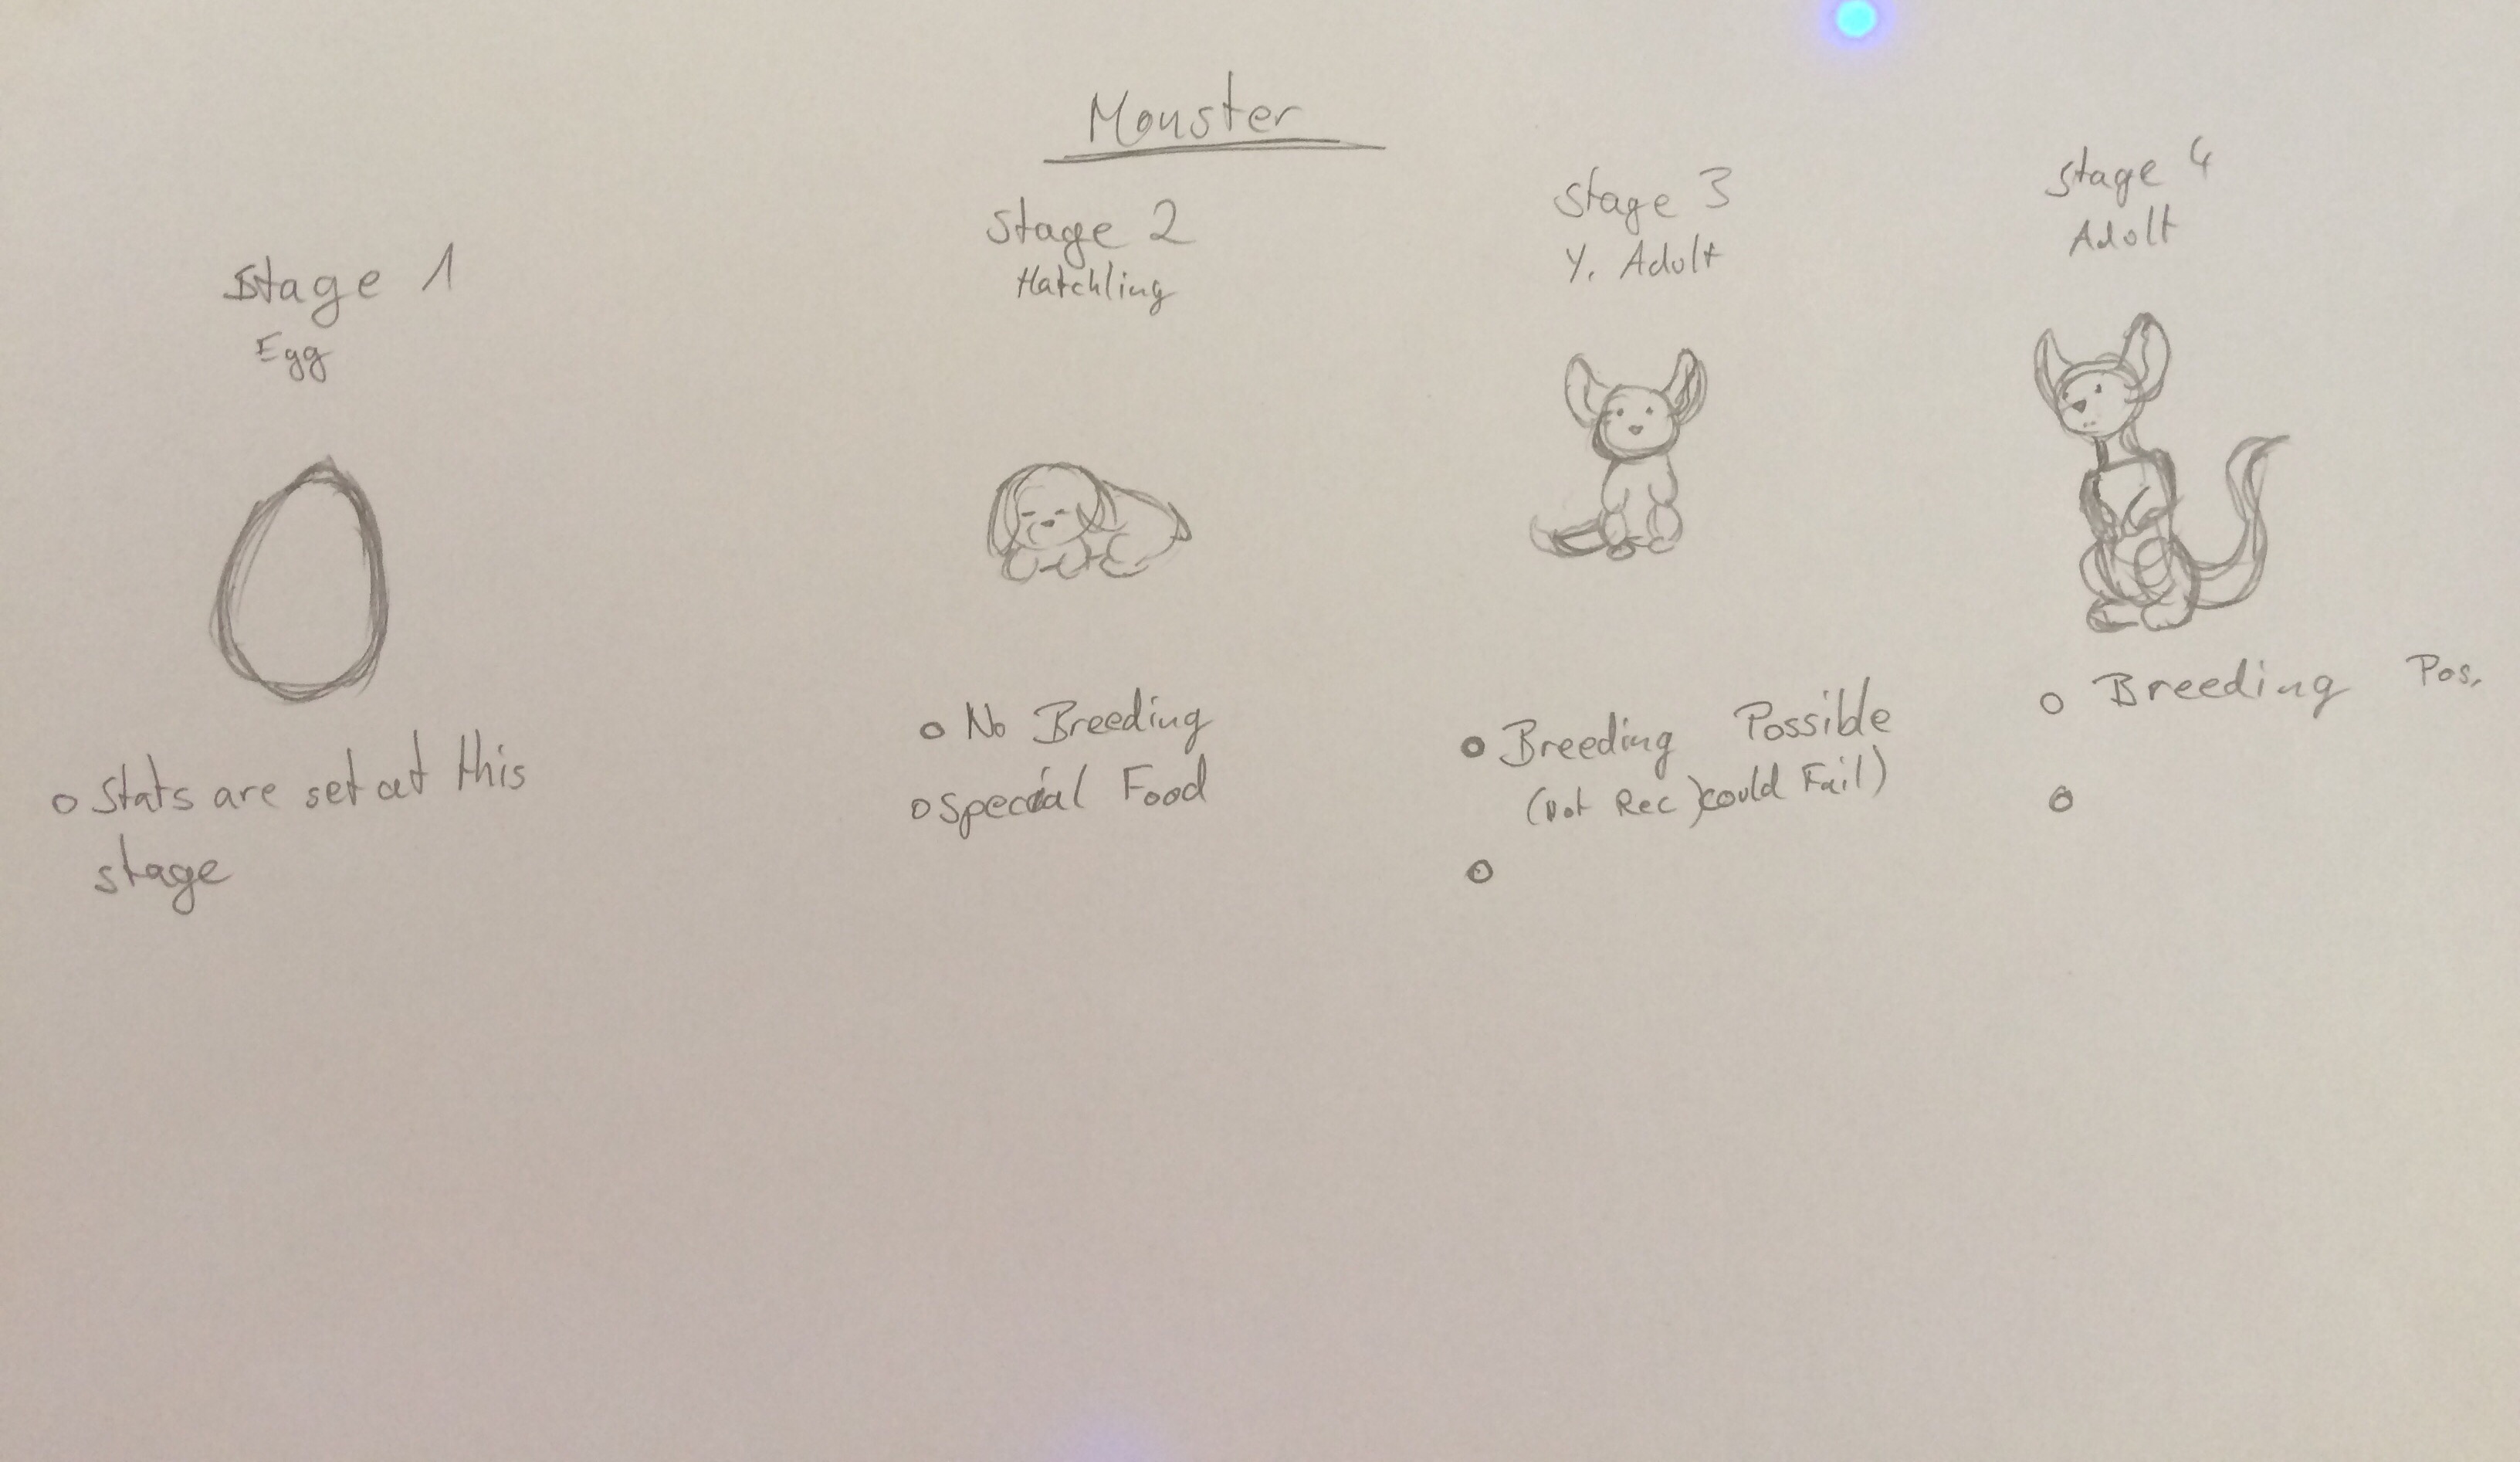 Monster
Stage 1
Egg
o Stats are set at this
stage
Stage 2
Hatchling
o No Breeding
o Special Food
Stage 3
Y. Adult
o Breeding Possible
(not Rec) could Fail)
o
Stage 4
Adult
o Breeding Pos.
o